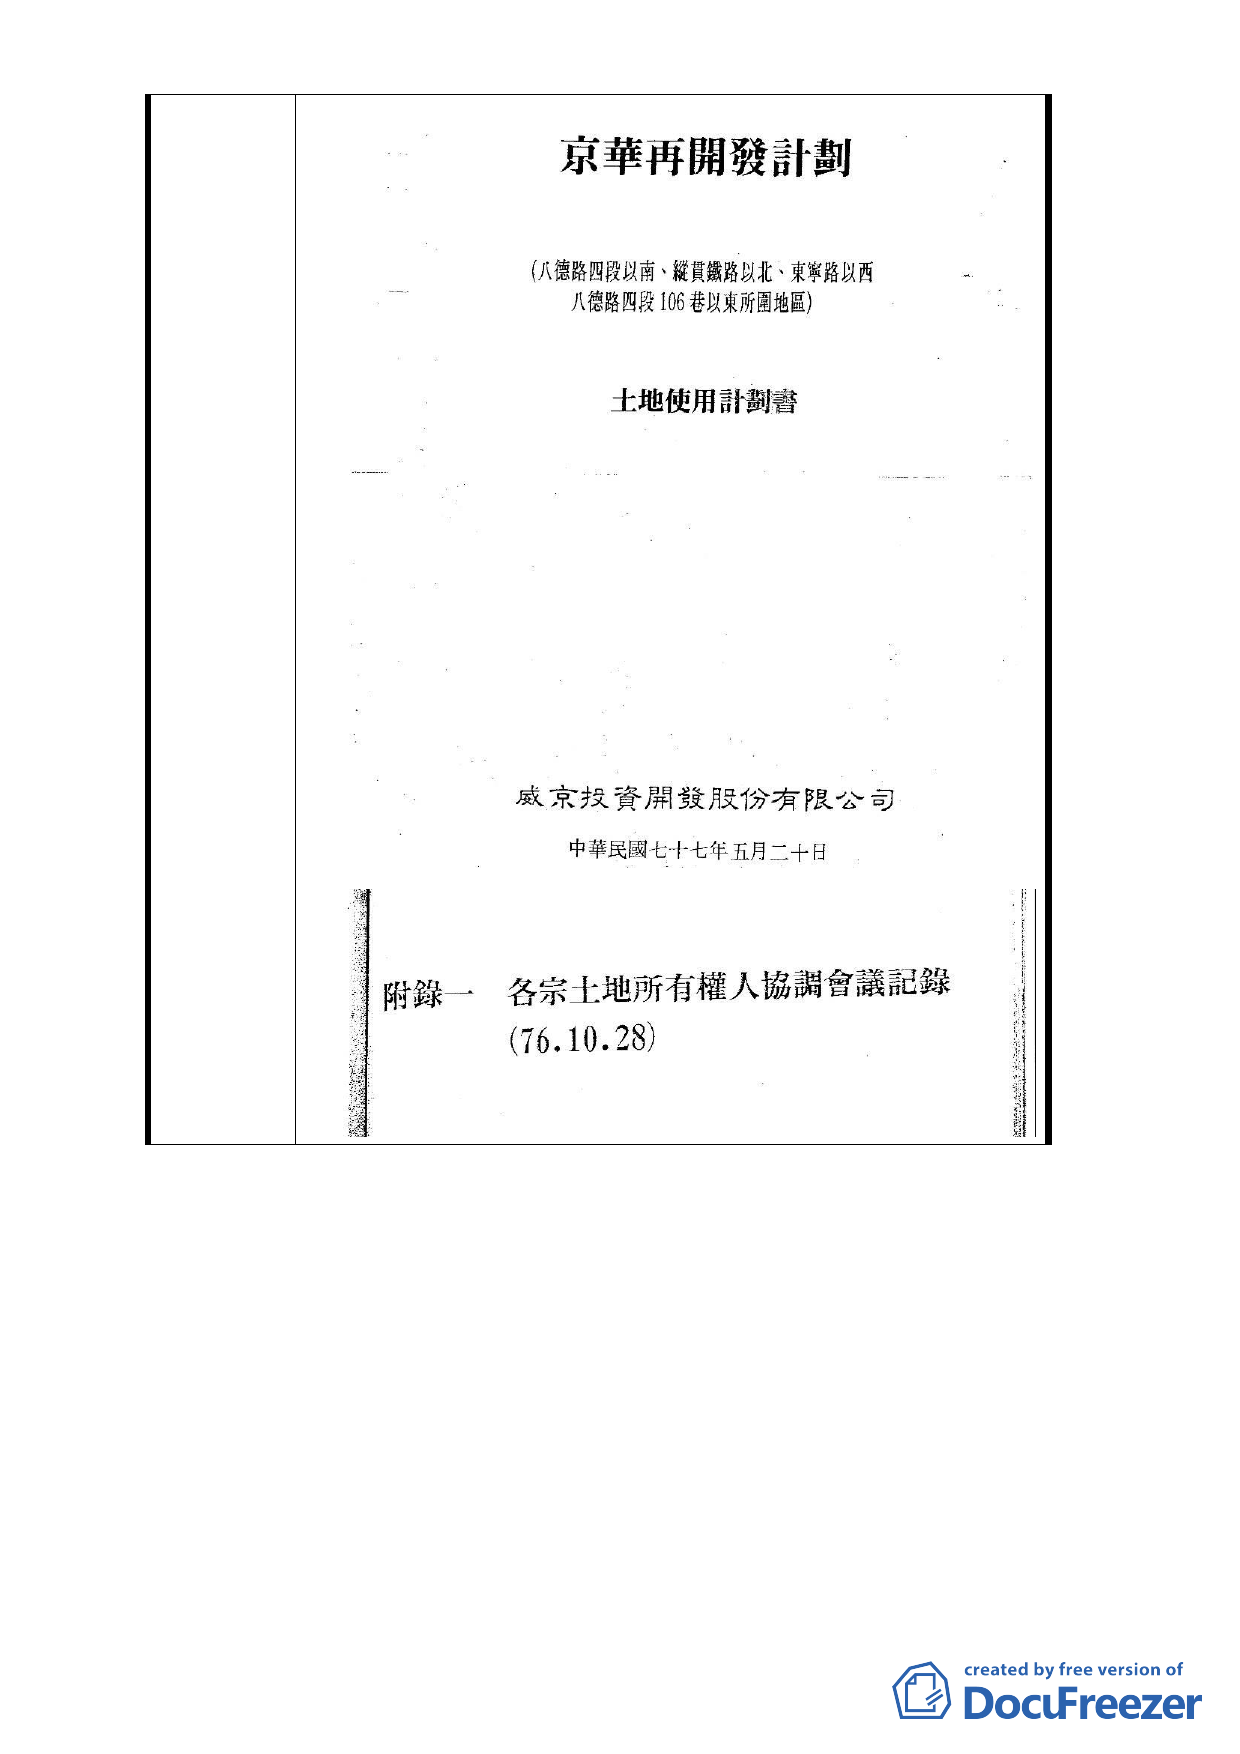 京華再開發計劃
(八德路四段以南、縱貫鐵路以北、東寧路以西
八德路四段106巷以東所圍地區)
土地使用計劃書
威京投資開發股份有限公司
中華民國七十七年五月二十日
附錄一 各宗土地所有權人協調會議記錄
(76.10.28)
created by free version of
DocuFreezer